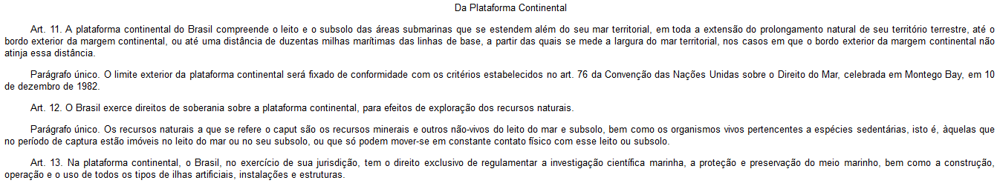 Da Plataforma Continental
Art. 11. A plataforma continental do Brasil compreende o leito e o subsolo das áreas submarinas que se estendem além do seu mar territorial, em toda a extensão do prolongamento natural de seu território terrestre, até o
bordo exterior da margem continental, ou até uma distância de duzentas milhas marítimas das linhas de base, a partir das quais se mede a largura do mar territorial, nos casos em que o bordo exterior da margem continental não
atinja essa distância.
Parágrafo único. O limite exterior da plataforma continental será fixado de conformidade com os critérios estabelecidos no art. 76 da Convenção das Nações Unidas sobre o Direito do Mar, celebrada em Montego Bay, em 10
de dezembro de 1982.
Art. 12. O Brasil exerce direitos de soberania sobre a plataforma continental, para efeitos de exploração dos recursos naturais.
Parágrafo único. Os recursos naturais a que se refere o caput são os recursos minerais e outros não-vivos do leito do mar e subsolo, bem como os organismos vivos pertencentes a espécies sedentárias, isto é, àquelas que
no período de captura estão imóveis no leito do mar ou no seu subsolo, ou que só podem mover-se em constante contato físico com esse leito ou subsolo.
Art. 13. Na plataforma continental, o Brasil, no exercício de sua jurisdição, tem o direito exclusivo de regulamentar a investigação científica marinha, a proteção e preservação do meio marinho, bem como a construção,
operação e o uso de todos os tipos de ilhas artificiais, instalações e estruturas.